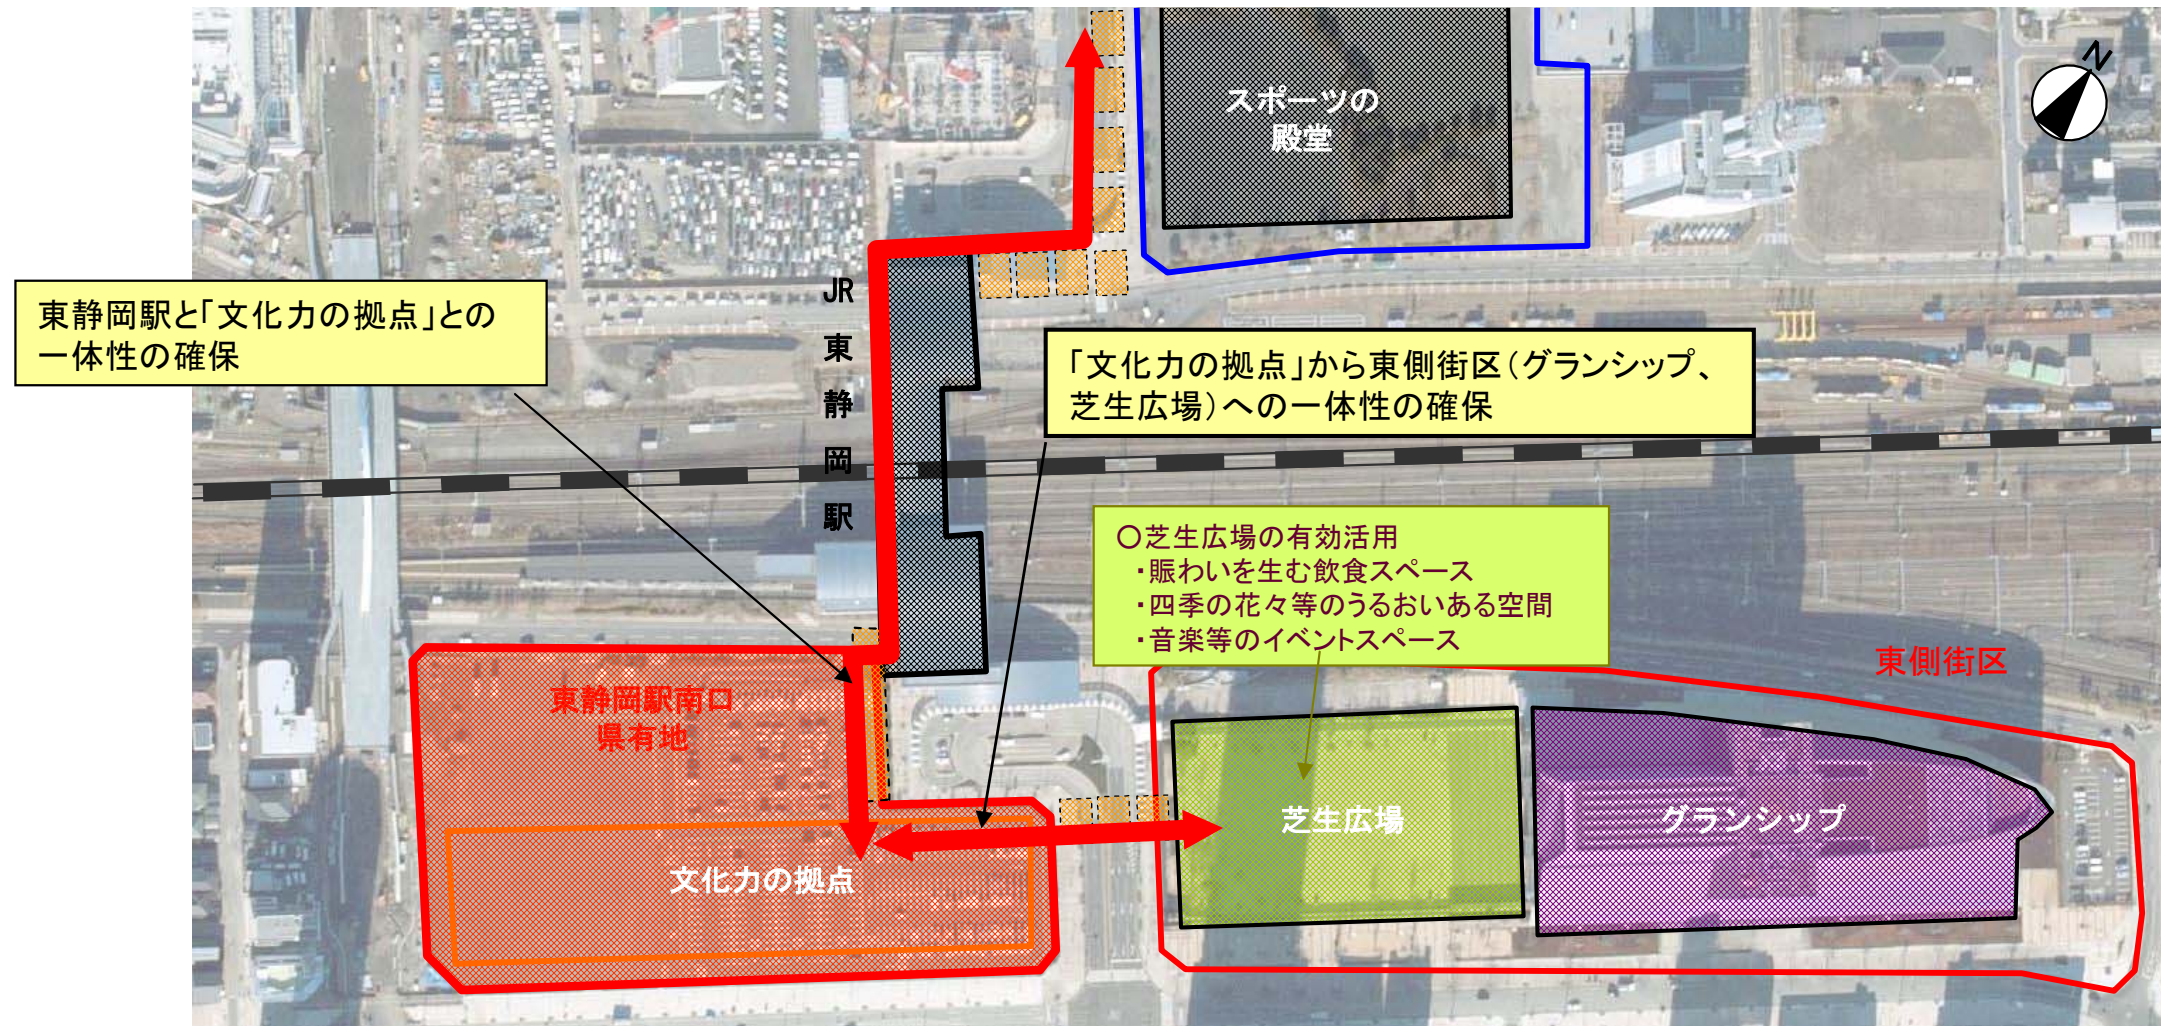 N
スポーツの
殿堂
JR東静岡駅
東静岡駅と「文化力の拠点」との
一体性の確保
「文化力の拠点」から東側街区(グランシップ、
芝生広場)への一体性の確保
○芝生広場の有効活用
・賑わいを生む飲食スペース
・四季の花々等のうるおいある空間
・音楽等のイベントスペース
東側街区
東静岡駅南口
県有地
芝生広場
グランシップ
文化力の拠点